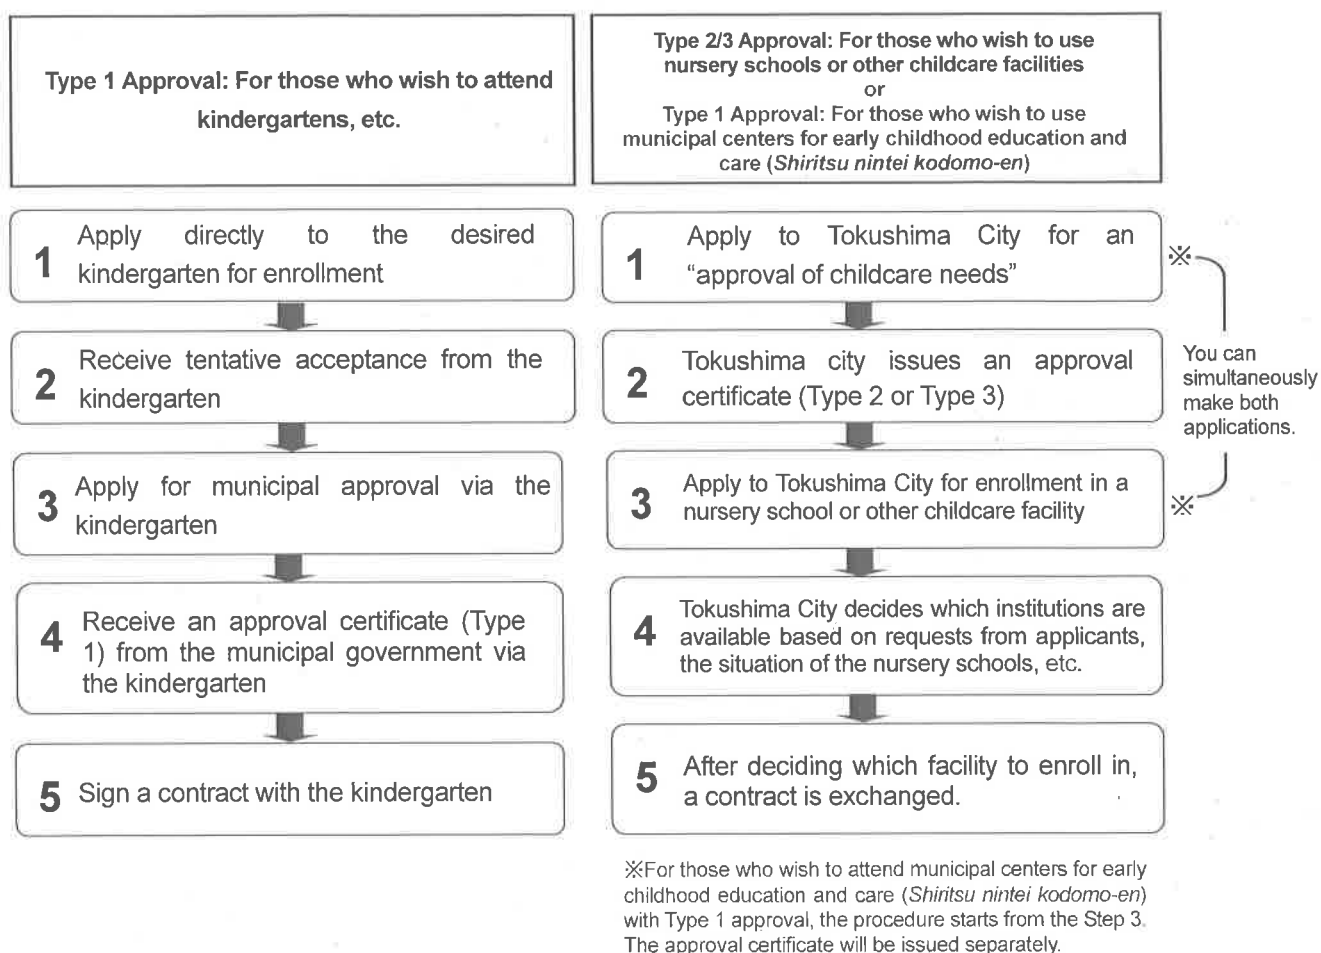 Type 1 Approval: For those who wish to attend
kindergartens, etc.
Type 2/3 Approval: For those who wish to use
nursery schools or other childcare facilities
or
Type 1 Approval: For those who wish to use
municipal centers for early childhood education and
care (Shiritsu nintei kodomo-en)
1 Apply directly to the desired
kindergarten for enrollment
2 Receive tentative acceptance from the
kindergarten
3 Apply for municipal approval via the
kindergarten
4 Receive an approval certificate (Type
1) from the municipal government via
the kindergarten
5 Sign a contract with the kindergarten
1 Apply to Tokushima City for an
“approval of childcare needs”
※
2 Tokushima city issues an approval
certificate (Type 2 or Type 3)
3 Apply to Tokushima City for enrollment in a
nursery school or other childcare facility
※
You can
simultaneously
make both
applications.
4 Tokushima City decides which institutions are
available based on requests from applicants,
the situation of the nursery schools, etc.
5 After deciding which facility to enroll in,
a contract is exchanged.
※For those who wish to attend municipal centers for early
childhood education and care (Shiritsu nintei kodomo-en)
with Type 1 approval, the procedure starts from the Step 3.
The approval certificate will be issued separately.